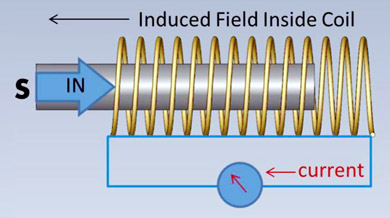 Induced Field Inside Coil
S
IN
current